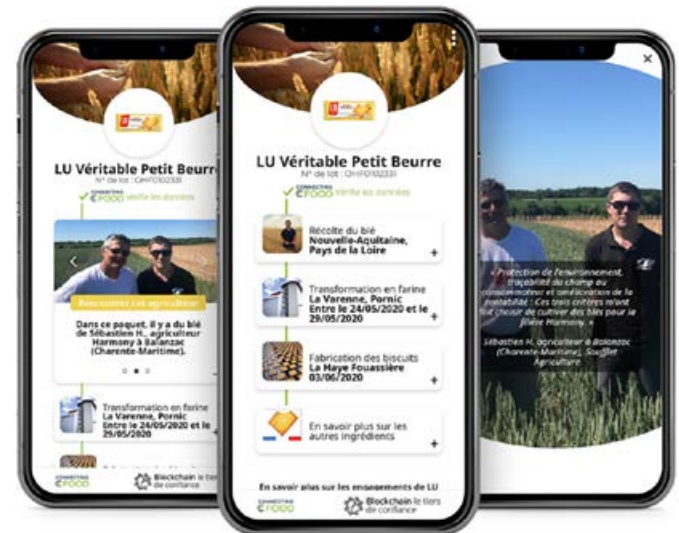 LU Véritable Petit Beurre
N° de lot : OHF0102331
CONNECTING
FOOD vérifie les données
Rencontrez cet agriculteur
Dans ce paquet, il y a du blé
de Sébastien H., agriculteur
Harmony à Balanzac
(Charente-Maritime).
Transformation en farine
La Varenne, Pornic
Entre le 24/05/2020 et le
29/05/2020
CONNECTING
FOOD
Blockchain le tiers
de confiance
LU Véritable Petit Beurre
N° de lot : OHF0102331
CONNECTING
FOOD Vérifie les données
Récolte du blé
Nouvelle-Aquitaine,
Pays de la Loire
+
Transformation en farine
La Varenne, Pornic
Entre le 24/05/2020 et le
29/05/2020
+
Fabrication des biscuits
La Haye Fouassière
03/06/2020
+
En savoir plus sur les
autres ingrédients
+
En savoir plus sur les engagements de LU
CONNECTING
FOOD
Blockchain le tiers
de confiance
« Protection de l'environnement,
traçabilité du champ au
consommateur et amélioration de la
rentabilité : Ces trois critères m'ont
fait choisir de cultiver des blés pour la
filière Harmony. »
Sébastien H. agriculteur à Balanzac
(Charente-Maritime), Soufflet
Agriculture